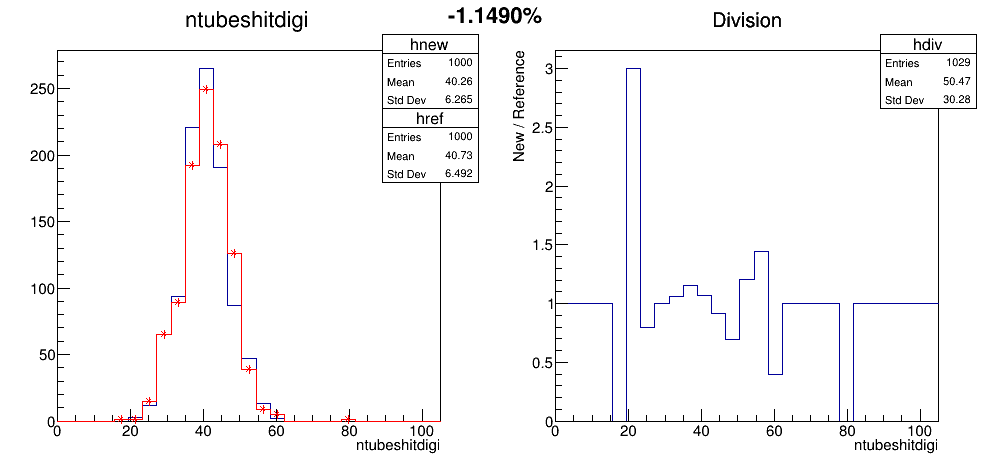 -1.1490%
ntubeshitdigi
hnew
Entries 1000
Mean 40.26
Std Dev 6.265
href
Entries 1000
Mean 40.73
Std Dev 6.492
250
200
150
100
50
0
0 20 40 60 80 100
ntubeshitdigi
Division
hdiv
Entries 1029
Mean 50.47
Std Dev 30.28
New / Reference
3
2.5
2
1.5
1
0.5
0
0 20 40 60 80 100
ntubeshitdigi